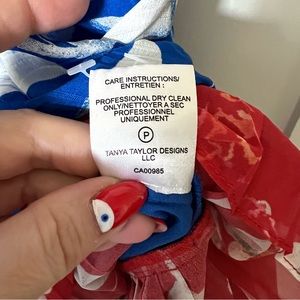 CARE INSTRUCTIONS/
ENTRETIEN :
PROFESSIONAL DRY CLEAN
ONLY/NETTOYER A SEC
PROFESSIONNEL
UNIQUEMENT
P
TANYA TAYLOR DESIGNS
LLC
CA00985